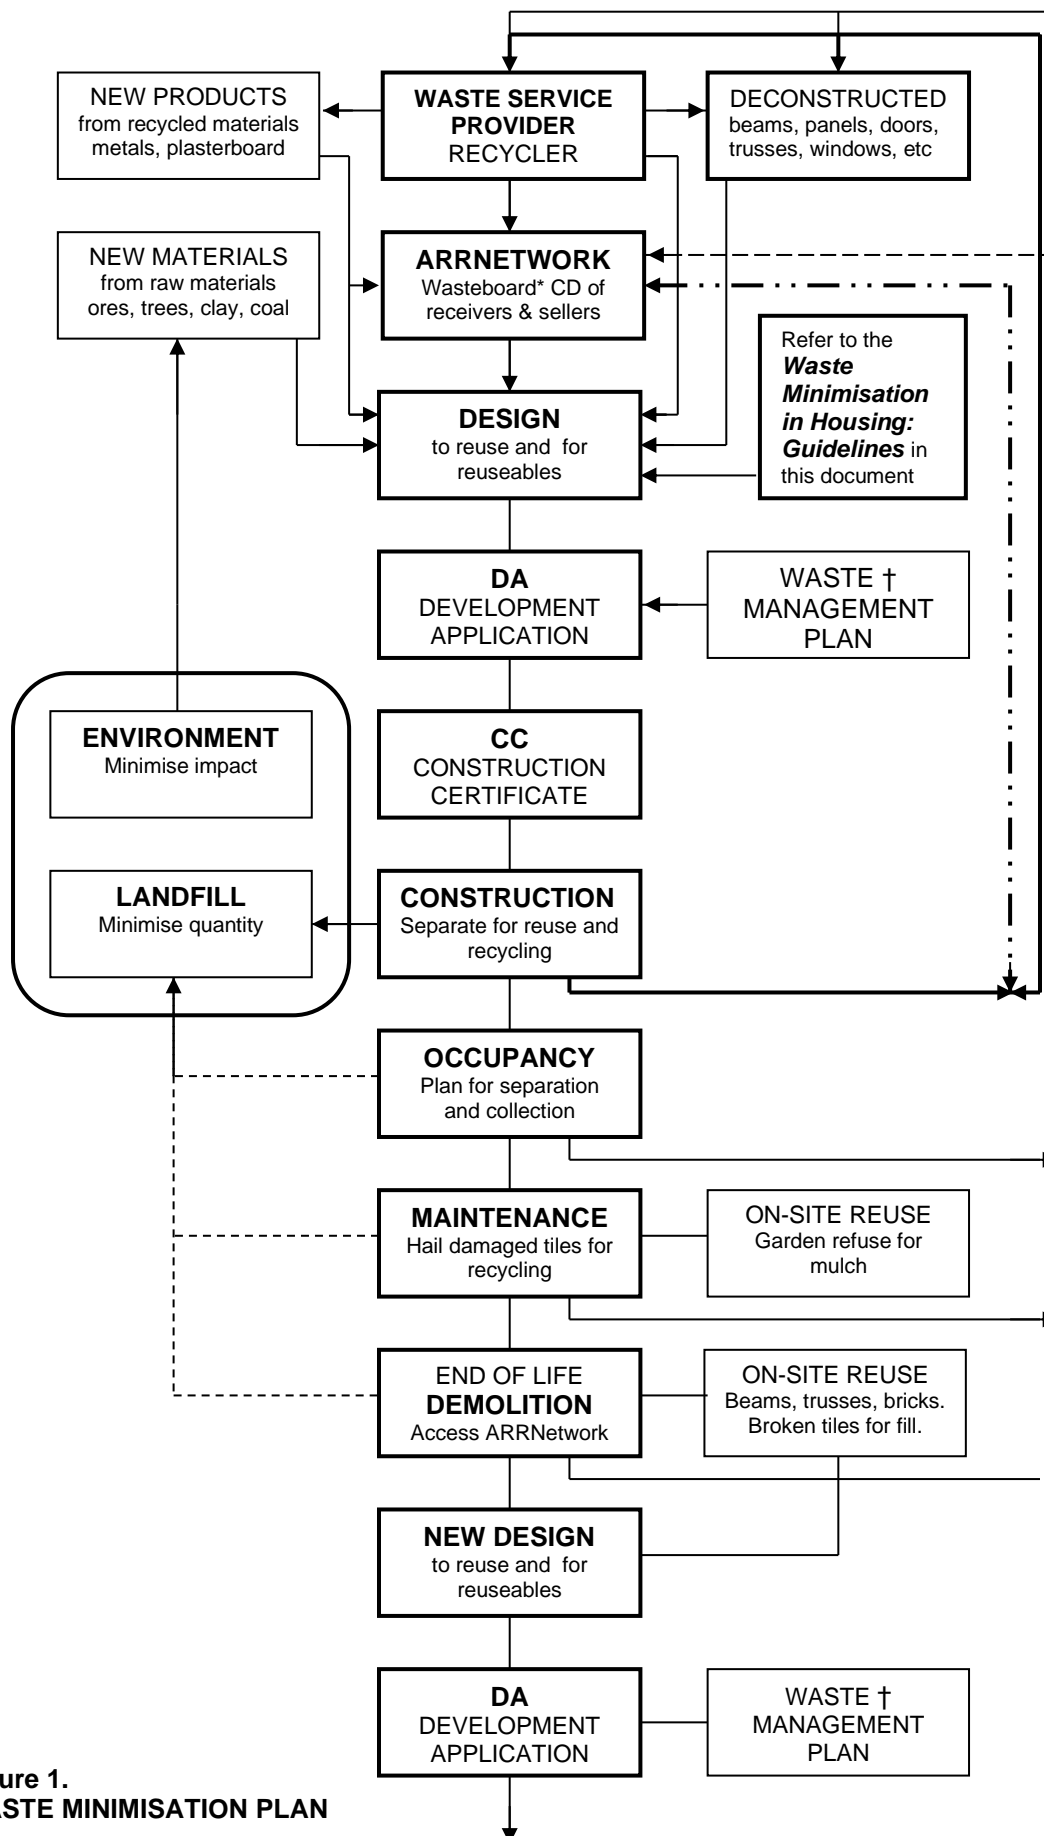 NEW PRODUCTS
from recycled materials
metals, plasterboard
WASTE SERVICE
PROVIDER
RECYCLER
DECONSTRUCTED
beams, panels, doors,
trusses, windows, etc
NEW MATERIALS
from raw materials
ores, trees, clay, coal
ARRNETWORK
Wasteboard* CD of
receivers & sellers
Refer to the
Waste
Minimisation
in Housing:
Guidelines in
this document
DESIGN
to reuse and for
reuseables
DA
DEVELOPMENT
APPLICATION
WASTE †
MANAGEMENT
PLAN
ENVIRONMENT
Minimise impact
CC
CONSTRUCTION
CERTIFICATE
LANDFILL
Minimise quantity
CONSTRUCTION
Separate for reuse and
recycling
OCCUPANCY
Plan for separation
and collection
MAINTENANCE
Hail damaged tiles for
recycling
ON-SITE REUSE
Garden refuse for
mulch
END OF LIFE
DEMOLITION
Access ARRNetwork
ON-SITE REUSE
Beams, trusses, bricks.
Broken tiles for fill.
NEW DESIGN
to reuse and for
reuseables
DA
DEVELOPMENT
APPLICATION
WASTE †
MANAGEMENT
PLAN
ure 1.
ASTE MINIMISATION PLAN